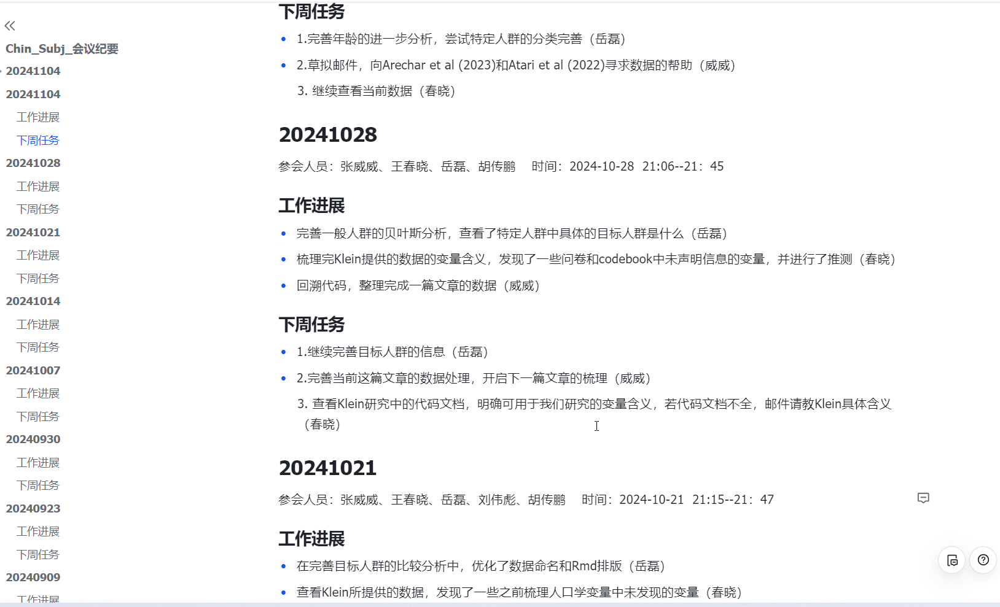 Chin_Subj_会议纪要
20241104
20241104
工作进展
下周任务
20241028
工作进展
下周任务
20241021
工作进展
下周任务
20241014
工作进展
下周任务
20241007
工作进展
下周任务
20240930
工作进展
下周任务
20240923
工作进展
下周任务
20240909
工作进展
下周任务
1.完善年龄的进一步分析，尝试特定人群的分类完善（岳磊）
2.草拟邮件，向Arechar et al (2023)和Atari et al (2022)寻求数据的帮助（威威）
3. 继续查看当前数据（春晓）
20241028
参会人员：张威威、王春晓、岳磊、胡传鹏 时间：2024-10-28 21:06--21：45
工作进展
完善一般人群的贝叶斯分析，查看了特定人群中具体的目标人群是什么（岳磊）
梳理完Klein提供的数据的变量含义，发现了一些问卷和codebook中未声明信息的变量，并进行了推测（春晓）
回溯代码，整理完成一篇文章的数据（威威）
下周任务
1.继续完善目标人群的信息（岳磊）
2.完善当前这篇文章的数据处理，开启下一篇文章的梳理（威威）
3. 查看Klein研究中的代码文档，明确可用于我们研究的变量含义，若代码文档不全，邮件请教Klein具体含义
（春晓）
20241021
参会人员：张威威、王春晓、岳磊、刘伟彪、胡传鹏 时间：2024-10-21 21:15--21：47
工作进展
在完善目标人群的比较分析中，优化了数据命名和Rmd排版（岳磊）
查看Klein所提供的数据，发现了一些之前梳理人口学变量中未发现的变量（春晓）